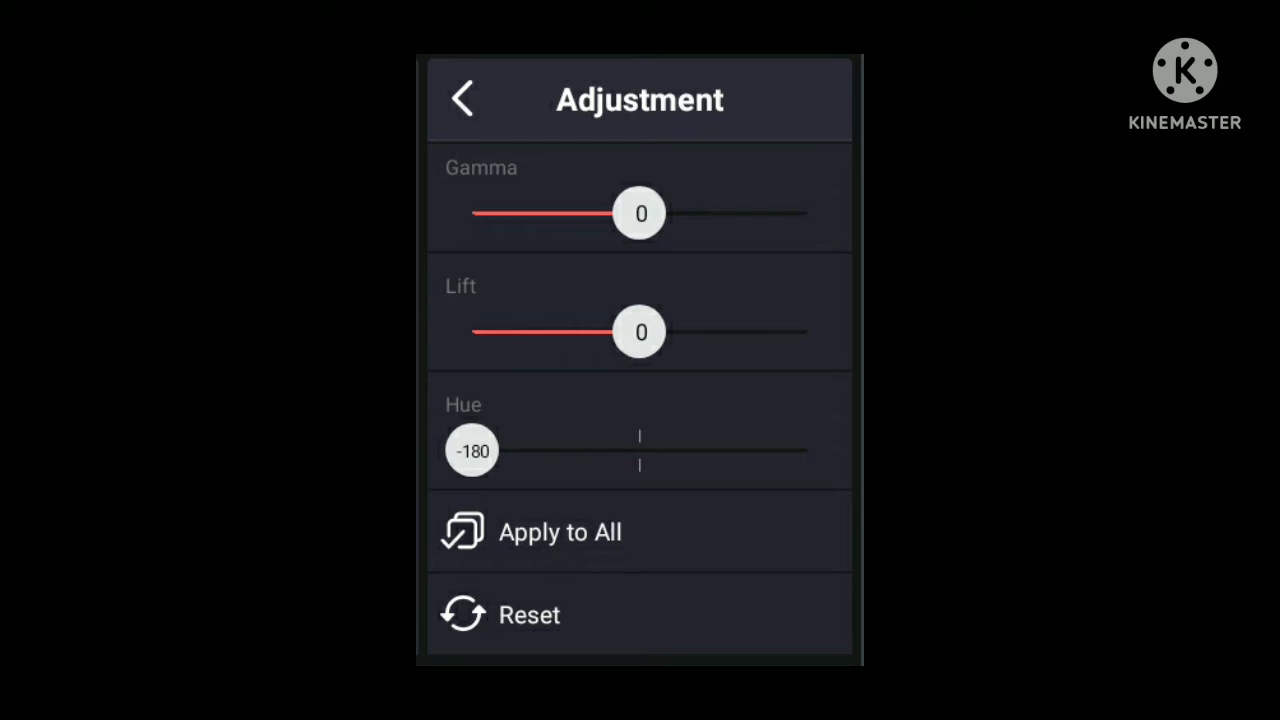 Adjustment
K
KINEMASTER
Gamma
0
Lift
0
Hue
-180
Apply to All
Reset